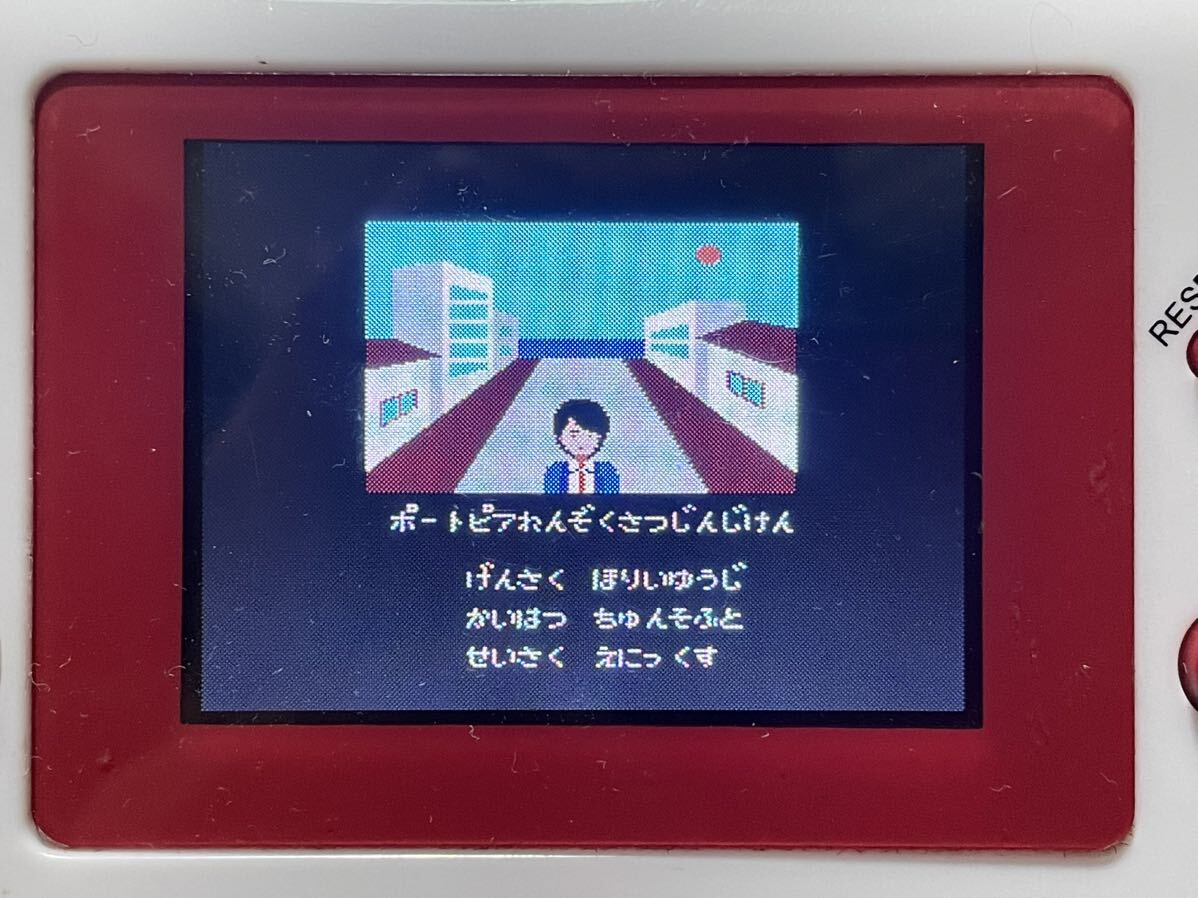 ポートピアれんぞくさつじんじけん
げんさく ほりいゆうじ
かいはつ ちゅんそふと
せいさく えにっくす
RES